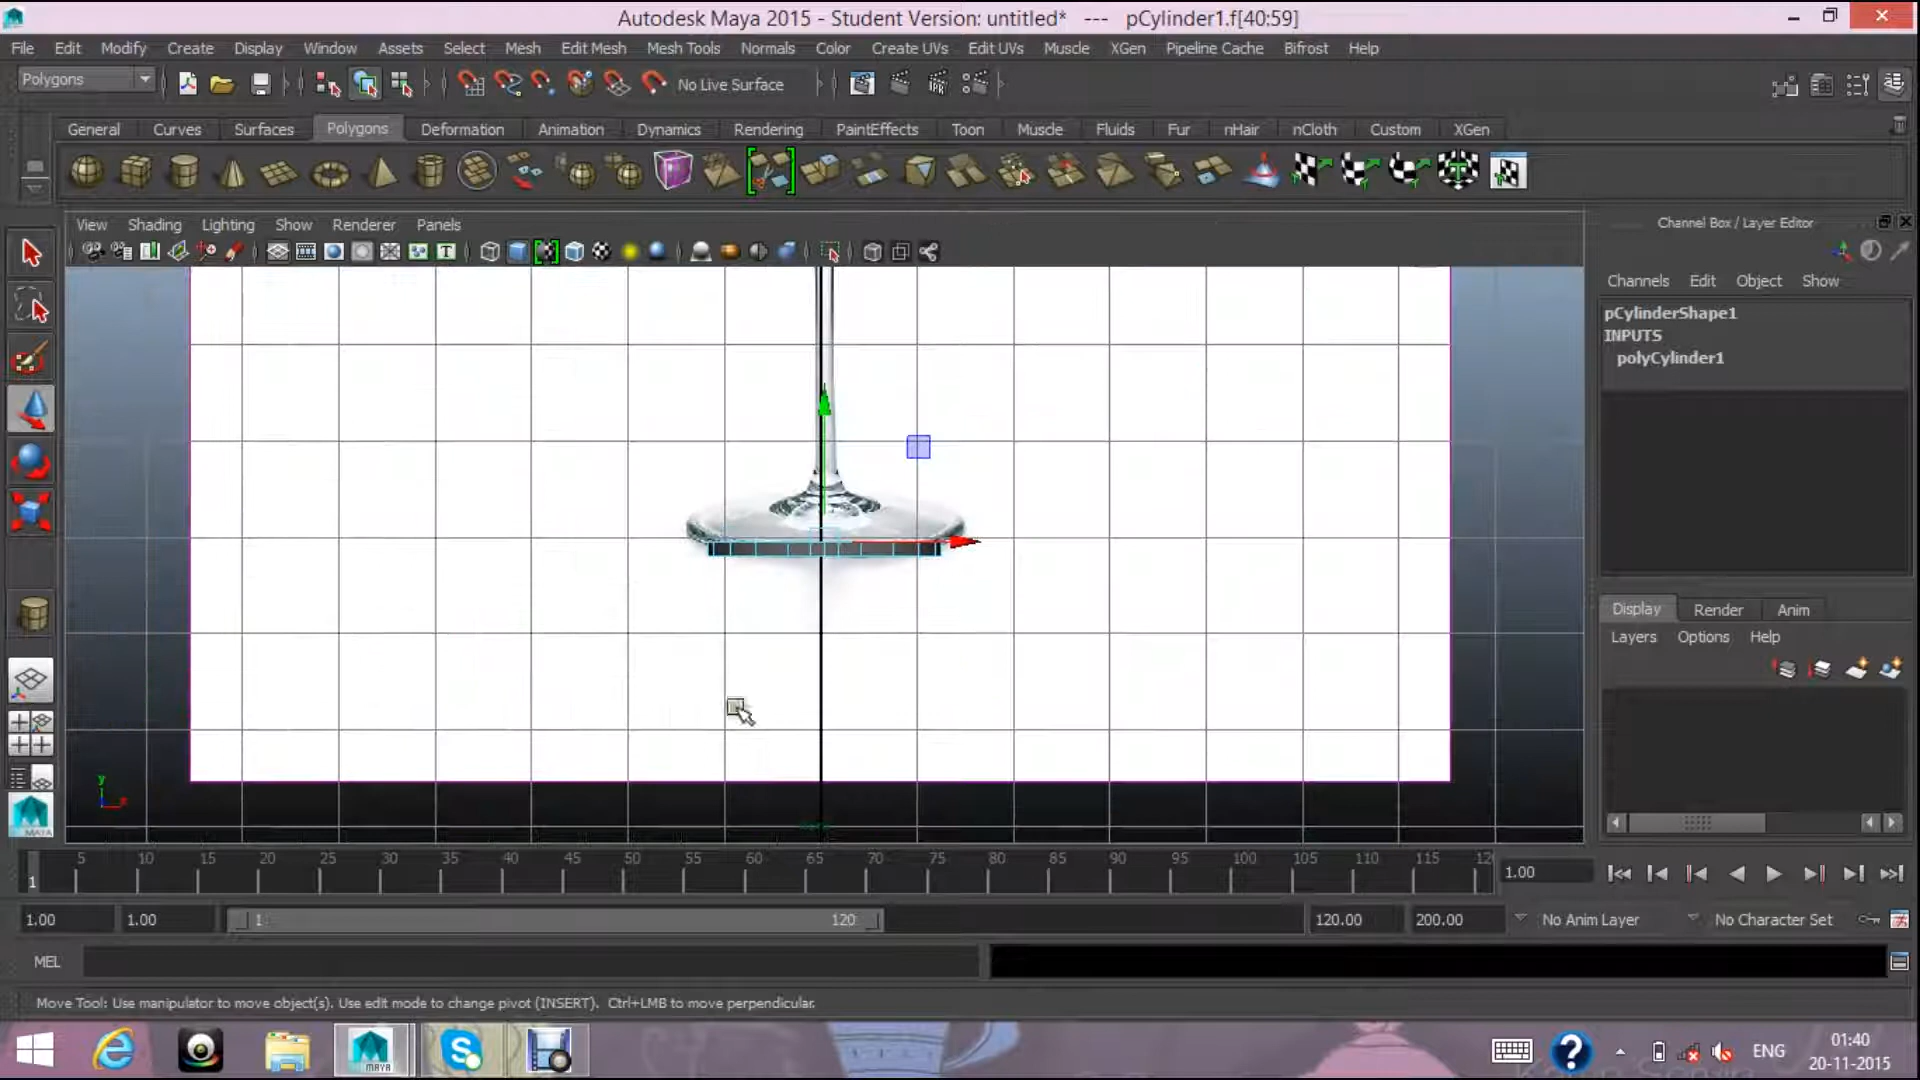 Autodesk Maya 2015 - Student Version: untitled*   ---   pCylinder1.f[40:59]
File Edit Modify Create Display Window Assets Select Mesh Edit Mesh Mesh Tools Normals Color Create UVs Edit UVs Muscle XGen Pipeline Cache Bifrost Help
Polygons
No Live Surface
IPR
General Curves Surfaces Polygons Deformation Animation Dynamics Rendering PaintEffects Toon Muscle Fluids Fur nHair nCloth Custom XGen
View Shading Lighting Show Renderer Panels
Channel Box / Layer Editor
Channels Edit Object Show
pCylinderShape1
INPUTS
polyCylinder1
Display Render Anim
Layers Options Help
y
x
MAYA
5 10 15 20 25 30 35 40 45 50 55 60 65 70 75 80 85 90 95 100 105 110 115 12
1
1.00
1.00 1.00 1 120 120.00 200.00 No Anim Layer No Character Set
MEL
Move Tool: Use manipulator to move object(s). Use edit mode to change pivot (INSERT). Ctrl+LMB to move perpendicular.
MAYA
ENG
01:40
20-11-2015